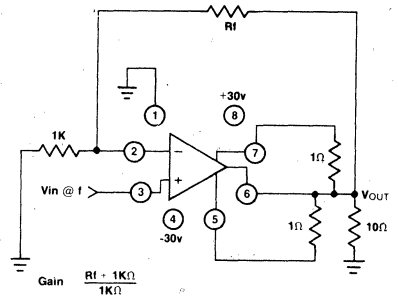 Rf
+30v
1
8
1K
2
−
7
1Ω
Vin @ f
3
+
6
VOUT
4
-30v
5
1Ω
10Ω
Gain Rf + 1KΩ
1KΩ